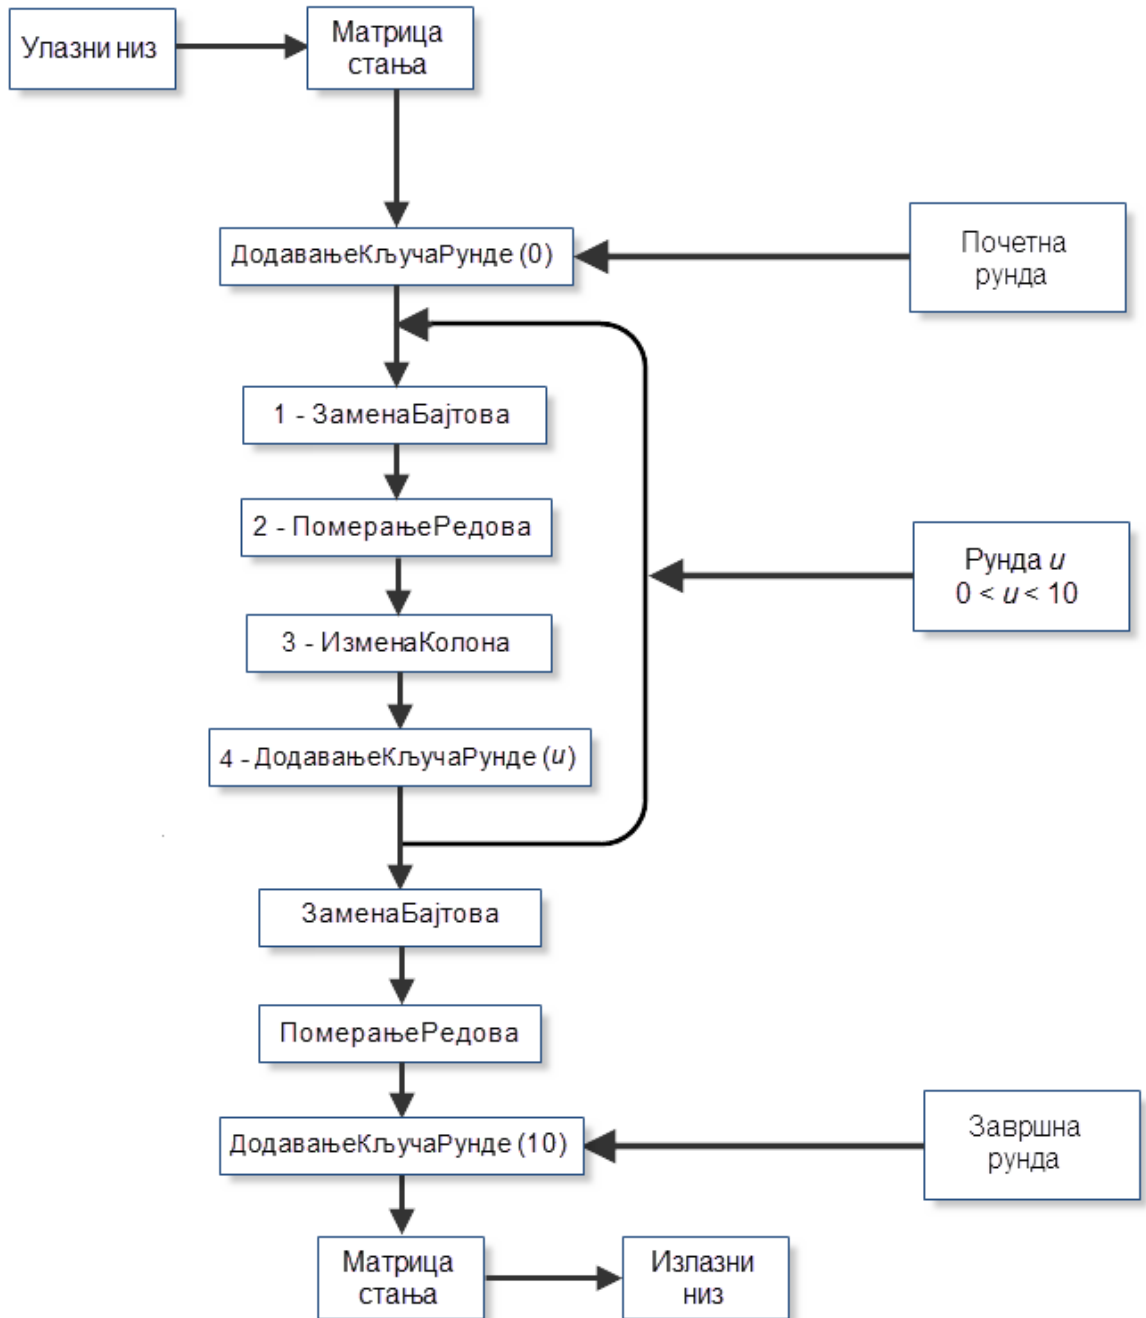 Улазни низ
Матрица
стања
ДодавањеКључаРунде (0)
Почетна
рунда
1 - ЗаменаБајтова
2 - ПомерањеРедова
Рунда u
0 < u < 10
3 - ИзменаКолона
4 - ДодавањеКључаРунде (u)
ЗаменаБајтова
ПомерањеРедова
ДодавањеКључаРунде (10)
Завршна
рунда
Матрица
стања
Излазни
низ